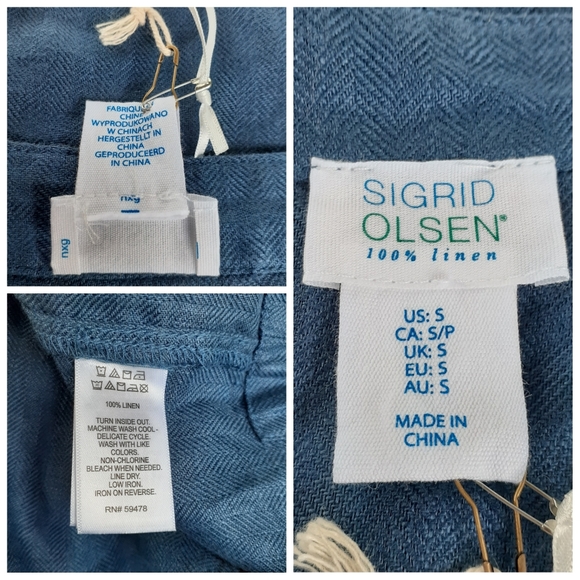 FABRIQUÉ
CHINE
WYPRODUKOWANO
W CHINACH
HERGESTELLT IN
CHINA
GEPRODUCEERD
IN CHINA
nxg
nxg
100% LINEN
TURN INSIDE OUT.
MACHINE WASH COOL-
DELICATE CYCLE.
WASH WITH LIKE
COLORS.
NON-CHLORINE
BLEACH WHEN NEEDED.
LINE DRY.
LOW IRON.
IRON ON REVERSE.
RN# 59478
SIGRID
OLSEN®
100% linen
US: S
CA: S/P
UK: S
EU: S
AU: S
MADE IN
CHINA